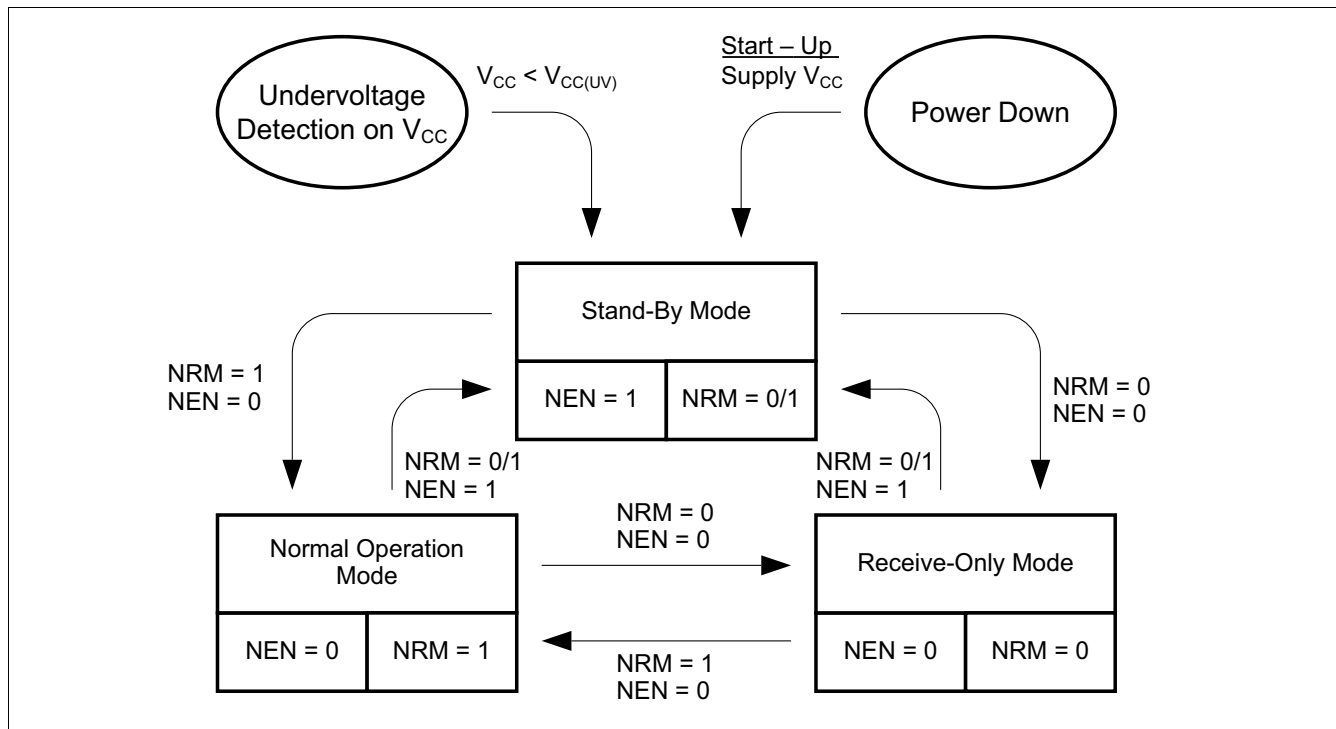 Undervoltage
Detection on VCC
VCC < VCC(UV)
Start – Up
Supply VCC
Power Down
Stand-By Mode
NEN = 1
NRM = 0/1
NRM = 1
NEN = 0
NRM = 0
NEN = 0
NRM = 0/1
NEN = 1
NRM = 0/1
NEN = 1
NRM = 0
NEN = 0
Normal Operation
Mode
NEN = 0
NRM = 1
Receive-Only Mode
NEN = 0
NRM = 0
NRM = 1
NEN = 0